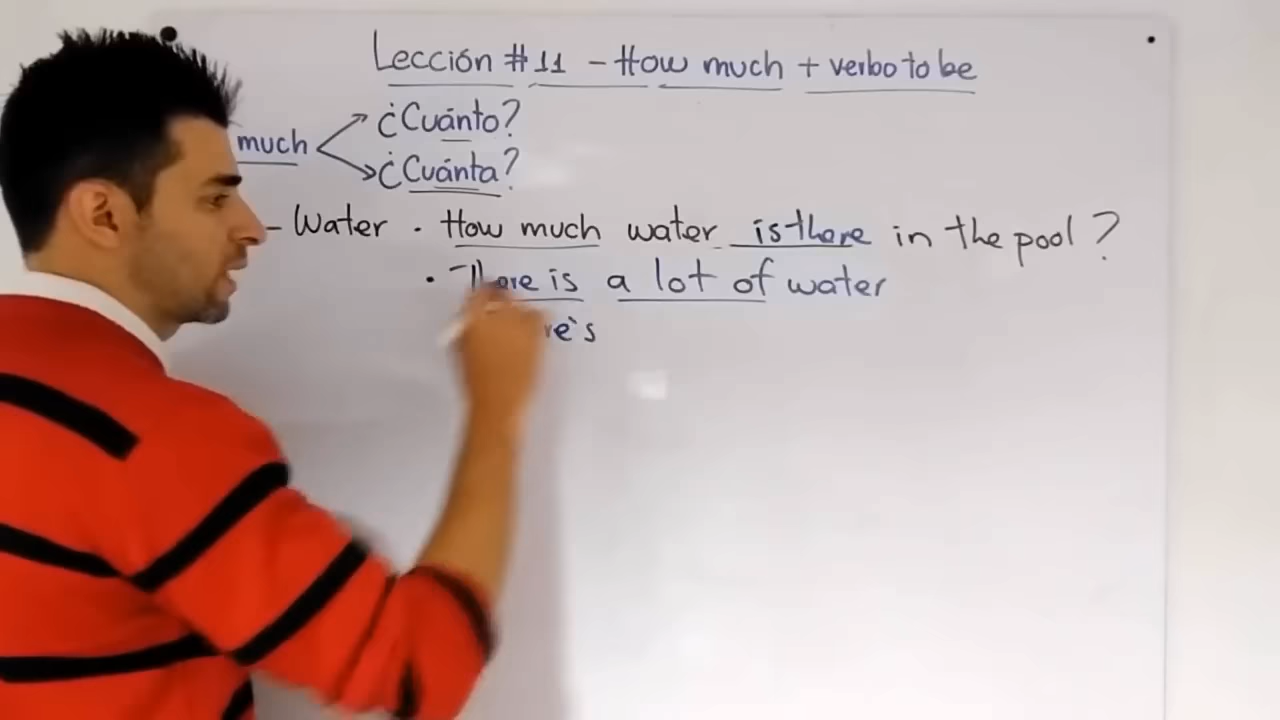 Lección #11 - How much + verbo to be
much ¿Cuánto?
¿Cuánta?
- Water · How much water is there in the pool?
· There is a lot of water
re's